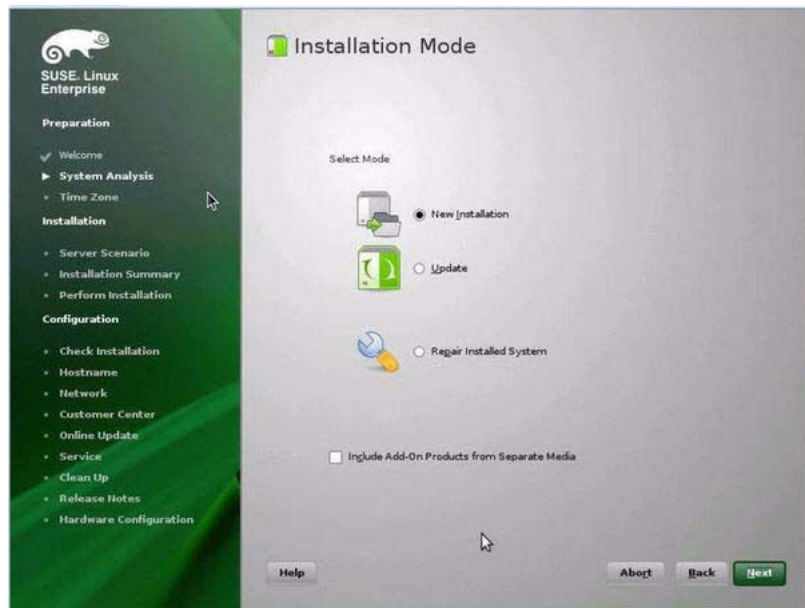 SUSE. Linux
Enterprise
Preparation
Welcome
System Analysis
Time Zone
Installation
Server Scenario
Installation Summary
Perform Installation
Configuration
Check Installation
Hostname
Network
Customer Center
Online Update
Service
Clean Up
Release Notes
Hardware Configuration
Installation Mode
Select Mode
New Installation
Update
Repair Installed System
Include Add-On Products from Separate Media
Help
Abort
Back
Next